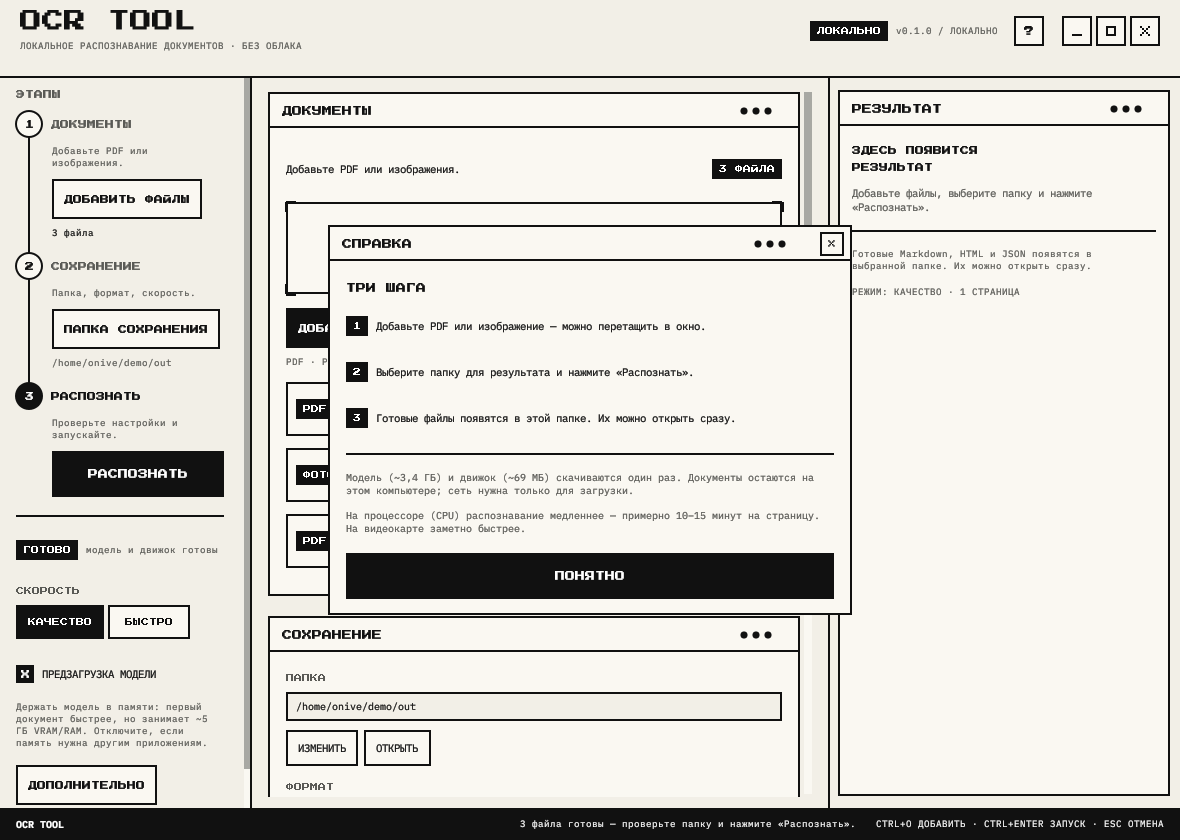 OCR TOOL
ЛОКАЛЬНОЕ РАСПОЗНАВАНИЕ ДОКУМЕНТОВ · БЕЗ ОБЛАКА
ЛОКАЛЬНО
v0.1.0 / ЛОКАЛЬНО
?
ЭТАПЫ
1 ДОКУМЕНТЫ
Добавьте PDF или
изображения.
ДОБАВИТЬ ФАЙЛЫ
3 файла
2 СОХРАНЕНИЕ
Папка, формат, скорость.
ПАПКА СОХРАНЕНИЯ
/home/onive/demo/out
3 РАСПОЗНАТЬ
Проверьте настройки и
запускайте.
РАСПОЗНАТЬ
ГОТОВО модель и движок готовы
СКОРОСТЬ
КАЧЕСТВО БЫСТРО
ПРЕДЗАГРУЗКА МОДЕЛИ
Держать модель в памяти: первый
документ быстрее, но занимает ~5
ГБ VRAM/RAM. Отключите, если
память нужна другим приложениям.
ДОПОЛНИТЕЛЬНО
ДОКУМЕНТЫ
Добавьте PDF или изображения.
3 ФАЙЛА
PDF
PDF
СПРАВКА
ТРИ ШАГА
1 Добавьте PDF или изображение — можно перетащить в окно.
2 Выберите папку для результата и нажмите «Распознать».
3 Готовые файлы появятся в этой папке. Их можно открыть сразу.
Модель (~3,4 ГБ) и движок (~69 МБ) скачиваются один раз. Документы остаются на
этом компьютере; сеть нужна только для загрузки.
На процессоре (CPU) распознавание медленнее — примерно 10–15 минут на страницу.
На видеокарте заметно быстрее.
ПОНЯТНО
СОХРАНЕНИЕ
ПАПКА
/home/onive/demo/out
ИЗМЕНИТЬ ОТКРЫТЬ
ФОРМАТ
РЕЗУЛЬТАТ
ЗДЕСЬ ПОЯВИТСЯ
РЕЗУЛЬТАТ
Добавьте файлы, выберите папку и нажмите
«Распознать».
Готовые Markdown, HTML и JSON появятся в
выбранной папке. Их можно открыть сразу.
РЕЖИМ: КАЧЕСТВО · 1 СТРАНИЦА
OCR TOOL
3 файла готовы — проверьте папку и нажмите «Распознать».
CTRL+O ДОБАВИТЬ · CTRL+ENTER ЗАПУСК · ESC ОТМЕНА